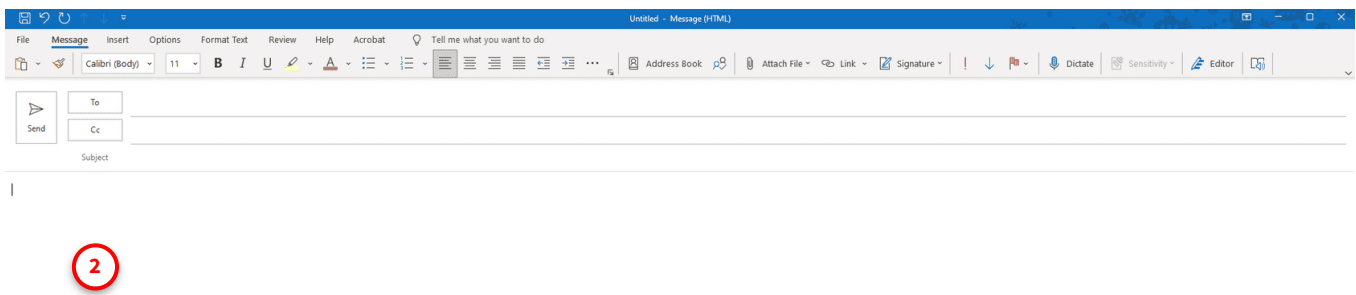 Untitled - Message (HTML)
File Message Insert Options Format Text Review Help Acrobat Tell me what you want to do
Calibri (Body) 11 B I U A Address Book Attach File Link Signature Dictate Sensitivity Editor
To
Send Cc
Subject
2